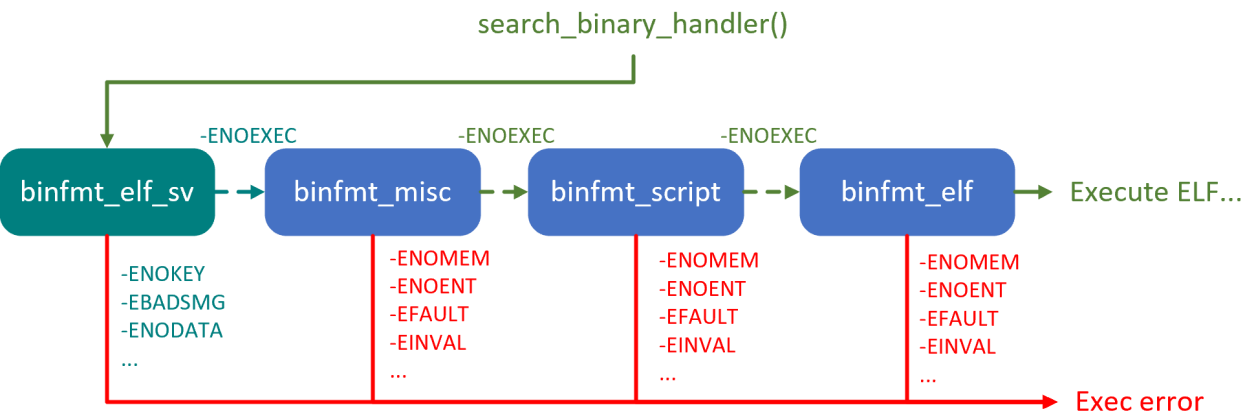 search_binary_handler()
-ENOEXEC
-ENOEXEC
-ENOEXEC
binfmt_elf_sv
binfmt_misc
binfmt_script
binfmt_elf
Execute ELF...
-ENOKEY
-EBADSMG
-ENODATA
...
-ENOMEM
-ENOENT
-EFAULT
-EINVAL
...
-ENOMEM
-ENOENT
-EFAULT
-EINVAL
...
-ENOMEM
-ENOENT
-EFAULT
-EINVAL
...
Exec error